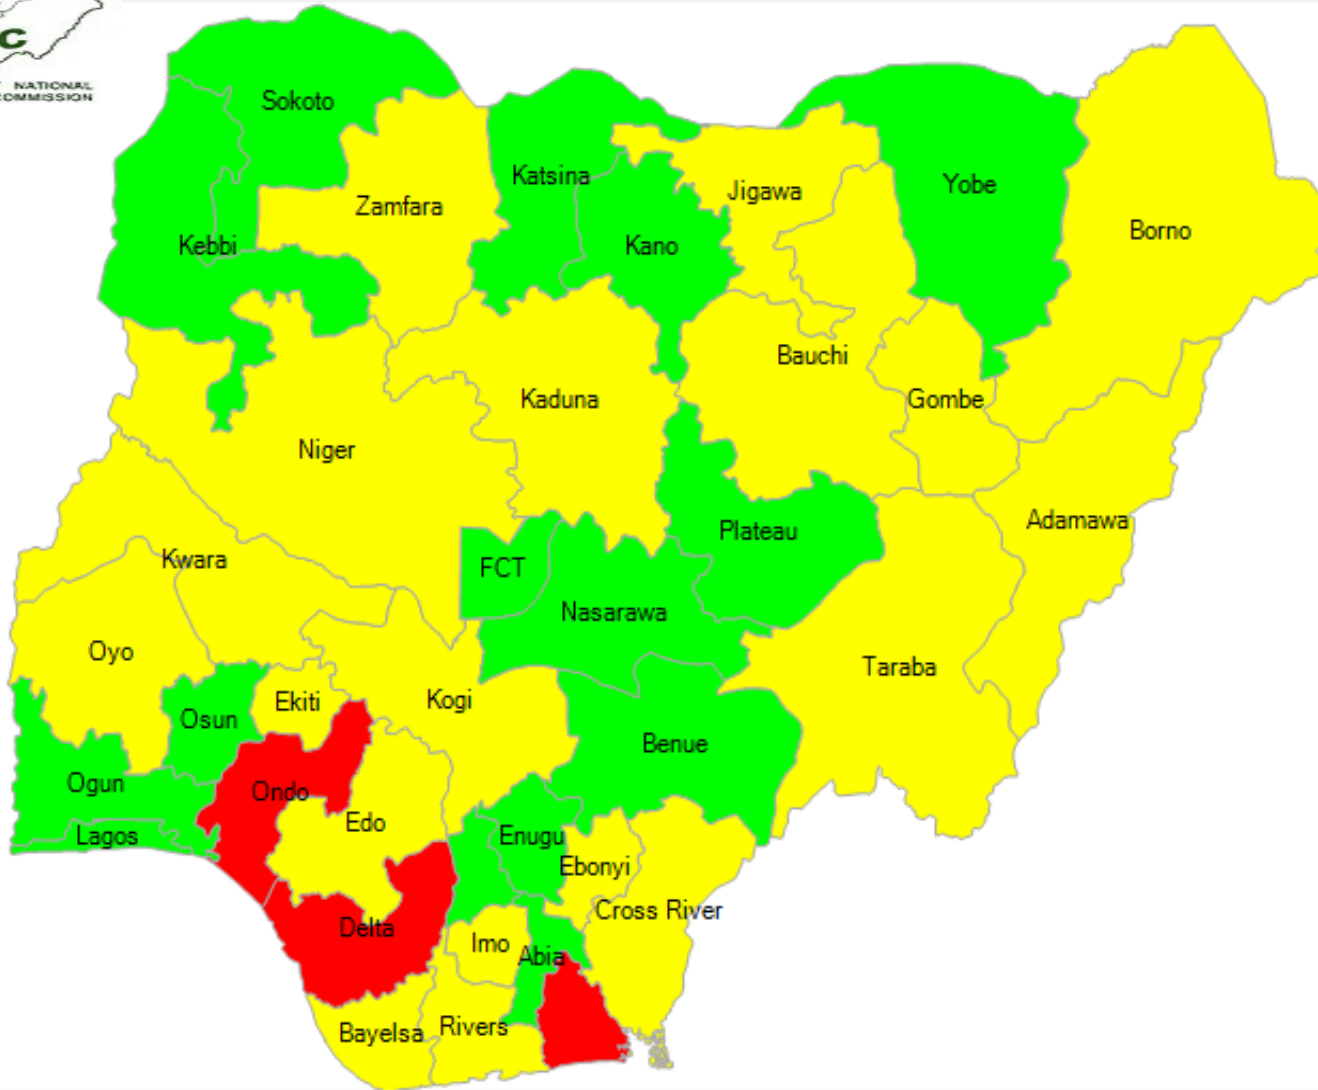 C
NATIONAL
COMMISSION
Sokoto
Katsina
Zamfara
Jigawa
Yobe
Borno
Kebbi
Kano
Bauchi
Kaduna
Gombe
Niger
Adamawa
Plateau
Kwara
FCT
Nasarawa
Oyo
Taraba
Ekiti
Kogi
Osun
Benue
Ogun
Ondo
Edo
Lagos
Enugu
Ebonyi
Cross River
Delta
Imo
Abia
Bayelsa
Rivers